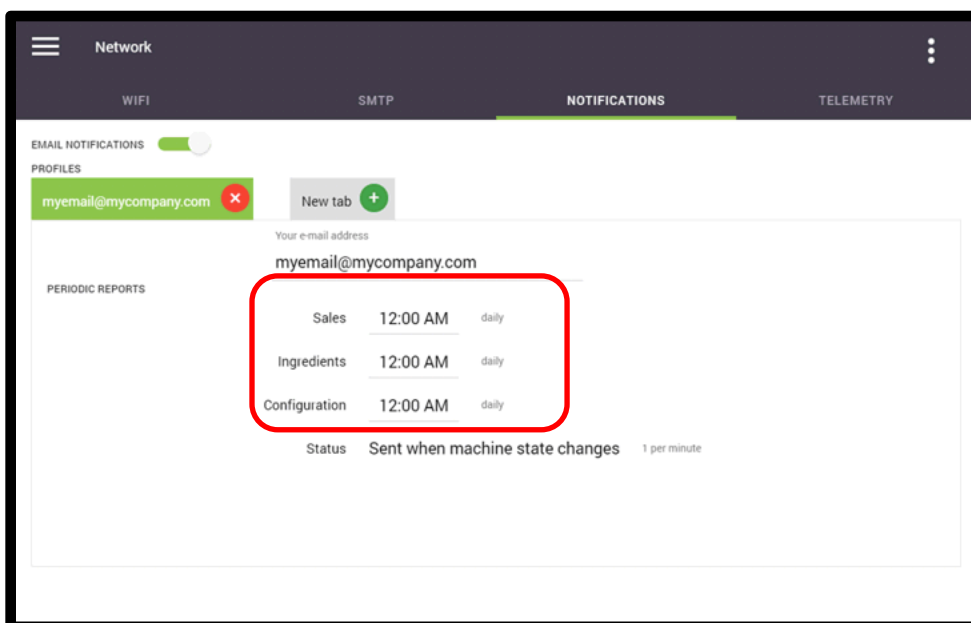 Network
WIFI SMTP NOTIFICATIONS TELEMETRY
EMAIL NOTIFICATIONS
PROFILES
myemail@mycompany.com New tab
Your e-mail address
myemail@mycompany.com
PERIODIC REPORTS
Sales 12:00 AM daily
Ingredients 12:00 AM daily
Configuration 12:00 AM daily
Status Sent when machine state changes 1 per minute